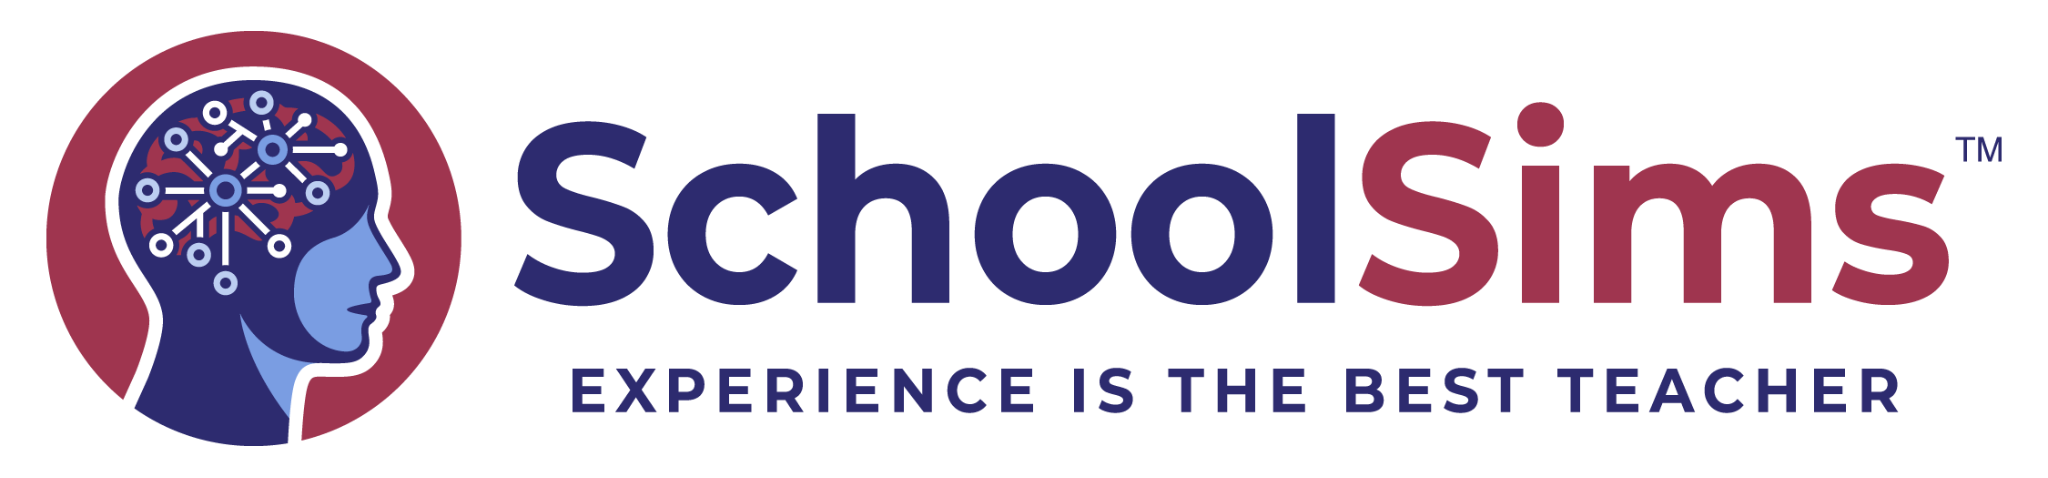 SchoolSims™
EXPERIENCE IS THE BEST TEACHER